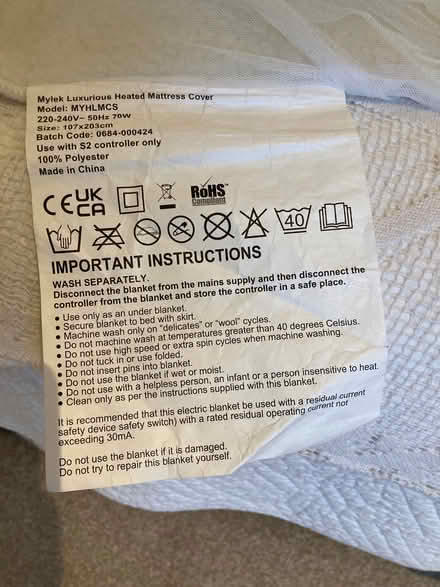 Mylek Luxurious Heated Mattress Cover
Model: MYHLMCS
220-240V~ 50Hz 70W
Size: 107x203cm
Batch Code: 0684-000424
Use with S2 controller only
100% Polyester
Made in China
CE UK CA RoHS Compliant
40
IMPORTANT INSTRUCTIONS
WASH SEPARATELY.
Disconnect the blanket from the mains supply and then disconnect the
controller from the blanket and store the controller in a safe place.
• Use only as an under blanket.
• Secure blanket to bed with skirt.
• Machine wash only on “delicates” or “wool” cycles.
• Do not machine wash at temperatures greater than 40 degrees Celsius.
• Do not use high speed or extra spin cycles when machine washing.
• Do not tuck in or use folded.
• Do not insert pins into blanket.
• Do not use the blanket if wet or moist.
• Do not use with a helpless person, an infant or a person insensitive to heat.
• Clean only as per the instructions supplied with this blanket.
It is recommended that this electric blanket be used with a residual current
safety device safety switch) with a rated residual operating current not
exceeding 30mA.
Do not use the blanket if it is damaged.
Do not try to repair this blanket yourself.